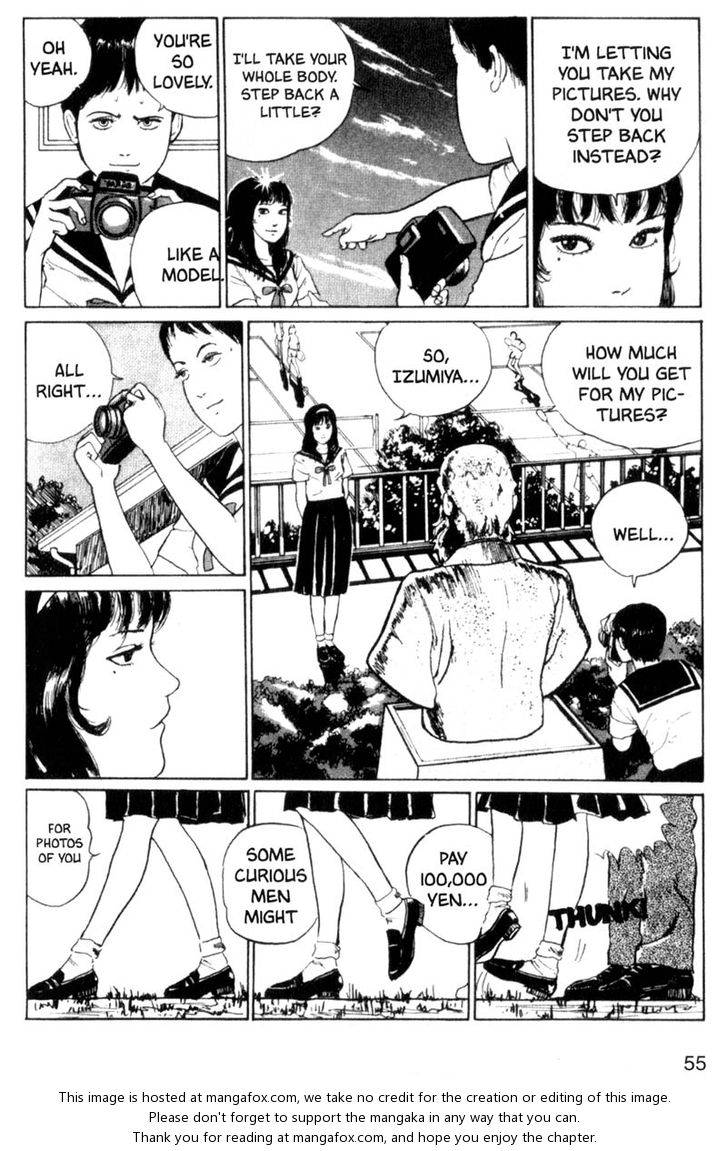 OH
YEAH.
YOU'RE
SO
LOVELY.
LIKE A
MODEL.
I'LL TAKE YOUR
WHOLE BODY.
STEP BACK A
LITTLE?
I'M LETTING
YOU TAKE MY
PICTURES. WHY
DON'T YOU
STEP BACK
INSTEAD?
ALL
RIGHT...
SO,
IZUMIYA...
HOW MUCH
WILL YOU GET
FOR MY PIC-
TURES?
WELL...
FOR
PHOTOS
OF YOU
SOME
CURIOUS
MEN
MIGHT
PAY
100,000
YEN...
THUNK!
55
This image is hosted at mangafox.com, we take no credit for the creation or editing of this image.
Please don't forget to support the mangaka in any way that you can.
Thank you for reading at mangafox.com, and hope you enjoy the chapter.